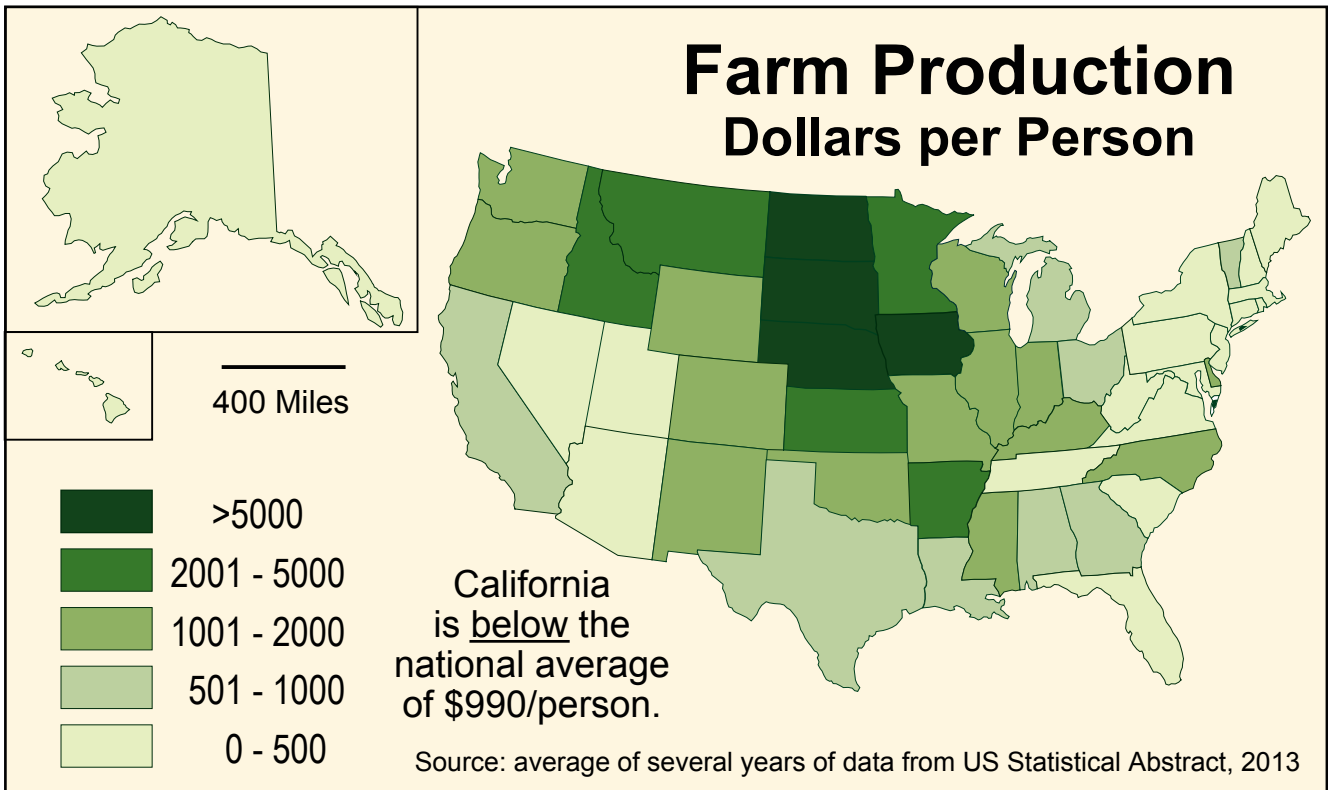 Farm Production
Dollars per Person
400 Miles
>5000
2001 - 5000
1001 - 2000
501 - 1000
0 - 500
California
is below the
national average
of $990/person.
Source: average of several years of data from US Statistical Abstract, 2013